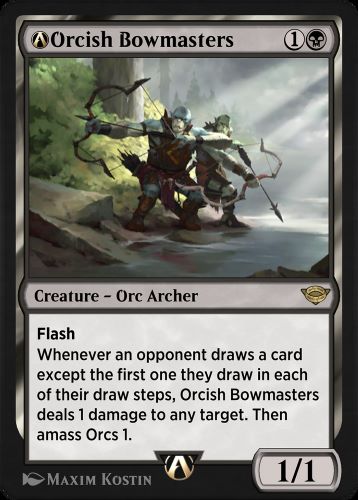 Orcish Bowmasters 1
Creature – Orc Archer
Flash
Whenever an opponent draws a card
except the first one they draw in each
of their draw steps, Orcish Bowmasters
deals 1 damage to any target. Then
amass Orcs 1.
Maxim Kostin
1/1